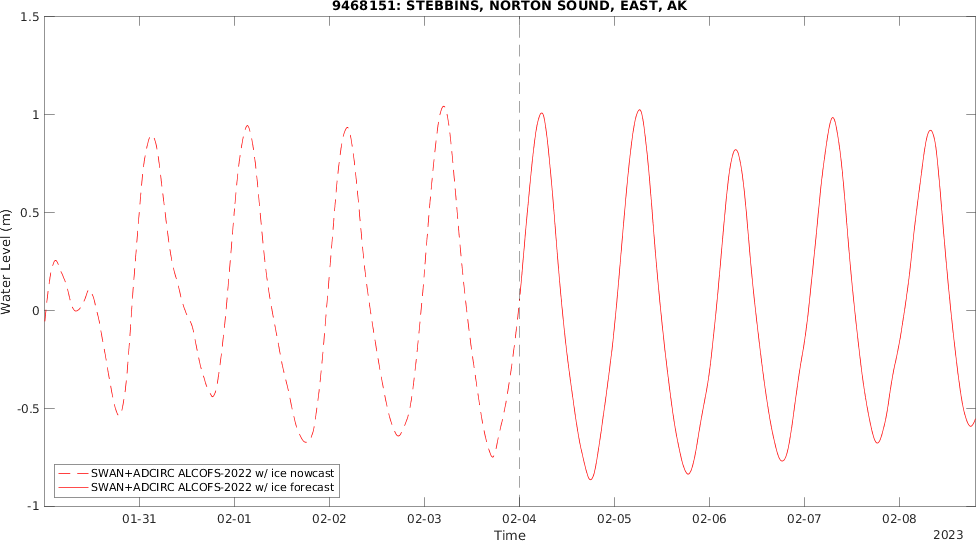 9468151: STEBBINS, NORTON SOUND, EAST, AK
1.5
1
0.5
0
-0.5
-1
Water Level (m)
SWAN+ADCIRC ALCOFS-2022 w/ ice nowcast
SWAN+ADCIRC ALCOFS-2022 w/ ice forecast
01-31 02-01 02-02 02-03 02-04 02-05 02-06 02-07 02-08
Time
2023